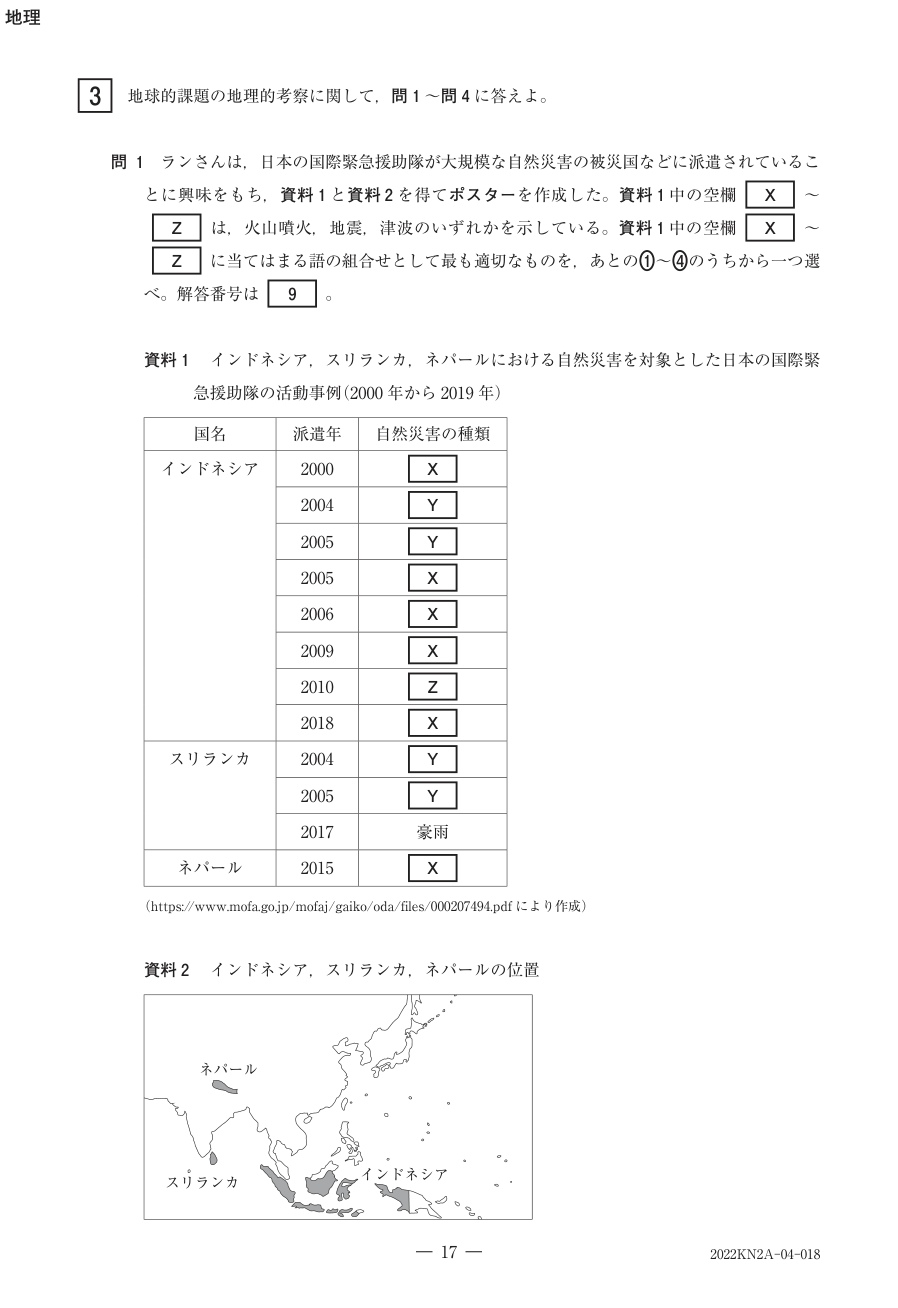 地理
3 地球的課題の地理的考察に関して，問1～問4に答えよ。
問 1 ランさんは，日本の国際緊急援助隊が大規模な自然災害の被災国などに派遣されているこ
とに興味をもち，資料1と資料2を得てポスターを作成した。資料1中の空欄 X ～
Z は，火山噴火，地震，津波のいずれかを示している。資料1中の空欄 X ～
Z に当てはまる語の組合せとして最も適切なものを，あとの①～④のうちから一つ選
べ。解答番号は 9 。
資料1 インドネシア，スリランカ，ネパールにおける自然災害を対象とした日本の国際緊
急援助隊の活動事例（2000 年から 2019 年）
国名 派遣年 自然災害の種類
インドネシア 2000 X
2004 Y
2005 Y
2005 X
2006 X
2009 X
2010 Z
2018 X
スリランカ 2004 Y
2005 Y
2017 豪雨
ネパール 2015 X
（https://www.mofa.go.jp/mofaj/gaiko/oda/files/000207494.pdf により作成）
資料2 インドネシア，スリランカ，ネパールの位置
ネパール
スリランカ
インドネシア
― 17 ―
2022KN2A-04-018